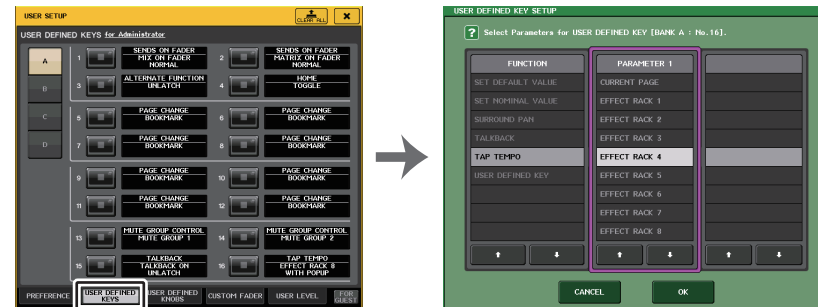 USER SETUP
CLEAR ALL
USER DEFINED KEYS for Administrator
A
B
C
D
1
SENDS ON FADER
MIX ON FADER
NORMAL
2
SENDS ON FADER
MATRIX ON FADER
NORMAL
3
ALTERNATE FUNCTION
UNLATCH
4
HOME
TOGGLE
5
PAGE CHANGE
BOOKMARK
6
PAGE CHANGE
BOOKMARK
7
PAGE CHANGE
BOOKMARK
8
PAGE CHANGE
BOOKMARK
9
PAGE CHANGE
BOOKMARK
10
PAGE CHANGE
BOOKMARK
11
PAGE CHANGE
BOOKMARK
12
PAGE CHANGE
BOOKMARK
13
MUTE GROUP CONTROL
MUTE GROUP 1
14
MUTE GROUP CONTROL
MUTE GROUP 2
15
TALKBACK
TALKBACK ON
UNLATCH
16
TAP TEMPO
EFFECT RACK 8
WITH POPUP
PREFERENCE
USER DEFINED
KEYS
USER DEFINED
KNOBS
CUSTOM FADER
USER LEVEL
FOR
GUEST
USER DEFINED KEY SETUP
? Select Parameters for USER DEFINED KEY [BANK A : No.16].
FUNCTION
SET DEFAULT VALUE
SET NOMINAL VALUE
SURROUND PAN
TALKBACK
TAP TEMPO
USER DEFINED KEY
PARAMETER 1
CURRENT PAGE
EFFECT RACK 1
EFFECT RACK 2
EFFECT RACK 3
EFFECT RACK 4
EFFECT RACK 5
EFFECT RACK 6
EFFECT RACK 7
EFFECT RACK 8
CANCEL
OK